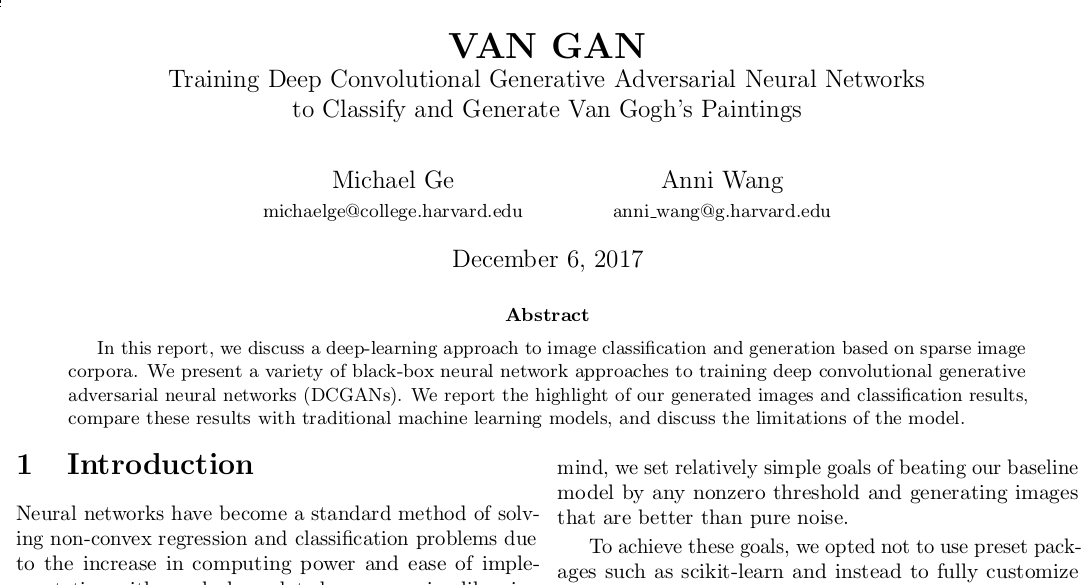 VAN GAN
Training Deep Convolutional Generative Adversarial Neural Networks
to Classify and Generate Van Gogh's Paintings
Michael Ge
michaelge@college.harvard.edu
Anni Wang
anni_wang@g.harvard.edu
December 6, 2017
Abstract
In this report, we discuss a deep-learning approach to image classification and generation based on sparse image
corpora. We present a variety of black-box neural network approaches to training deep convolutional generative
adversarial neural networks (DCGANs). We report the highlight of our generated images and classification results,
compare these results with traditional machine learning models, and discuss the limitations of the model.
1 Introduction
Neural networks have become a standard method of solv-
ing non-convex regression and classification problems due
to the increase in computing power and ease of imple-
mind, we set relatively simple goals of beating our baseline
model by any nonzero threshold and generating images
that are better than pure noise.
To achieve these goals, we opted not to use preset pack-
ages such as scikit-learn and instead to fully customize